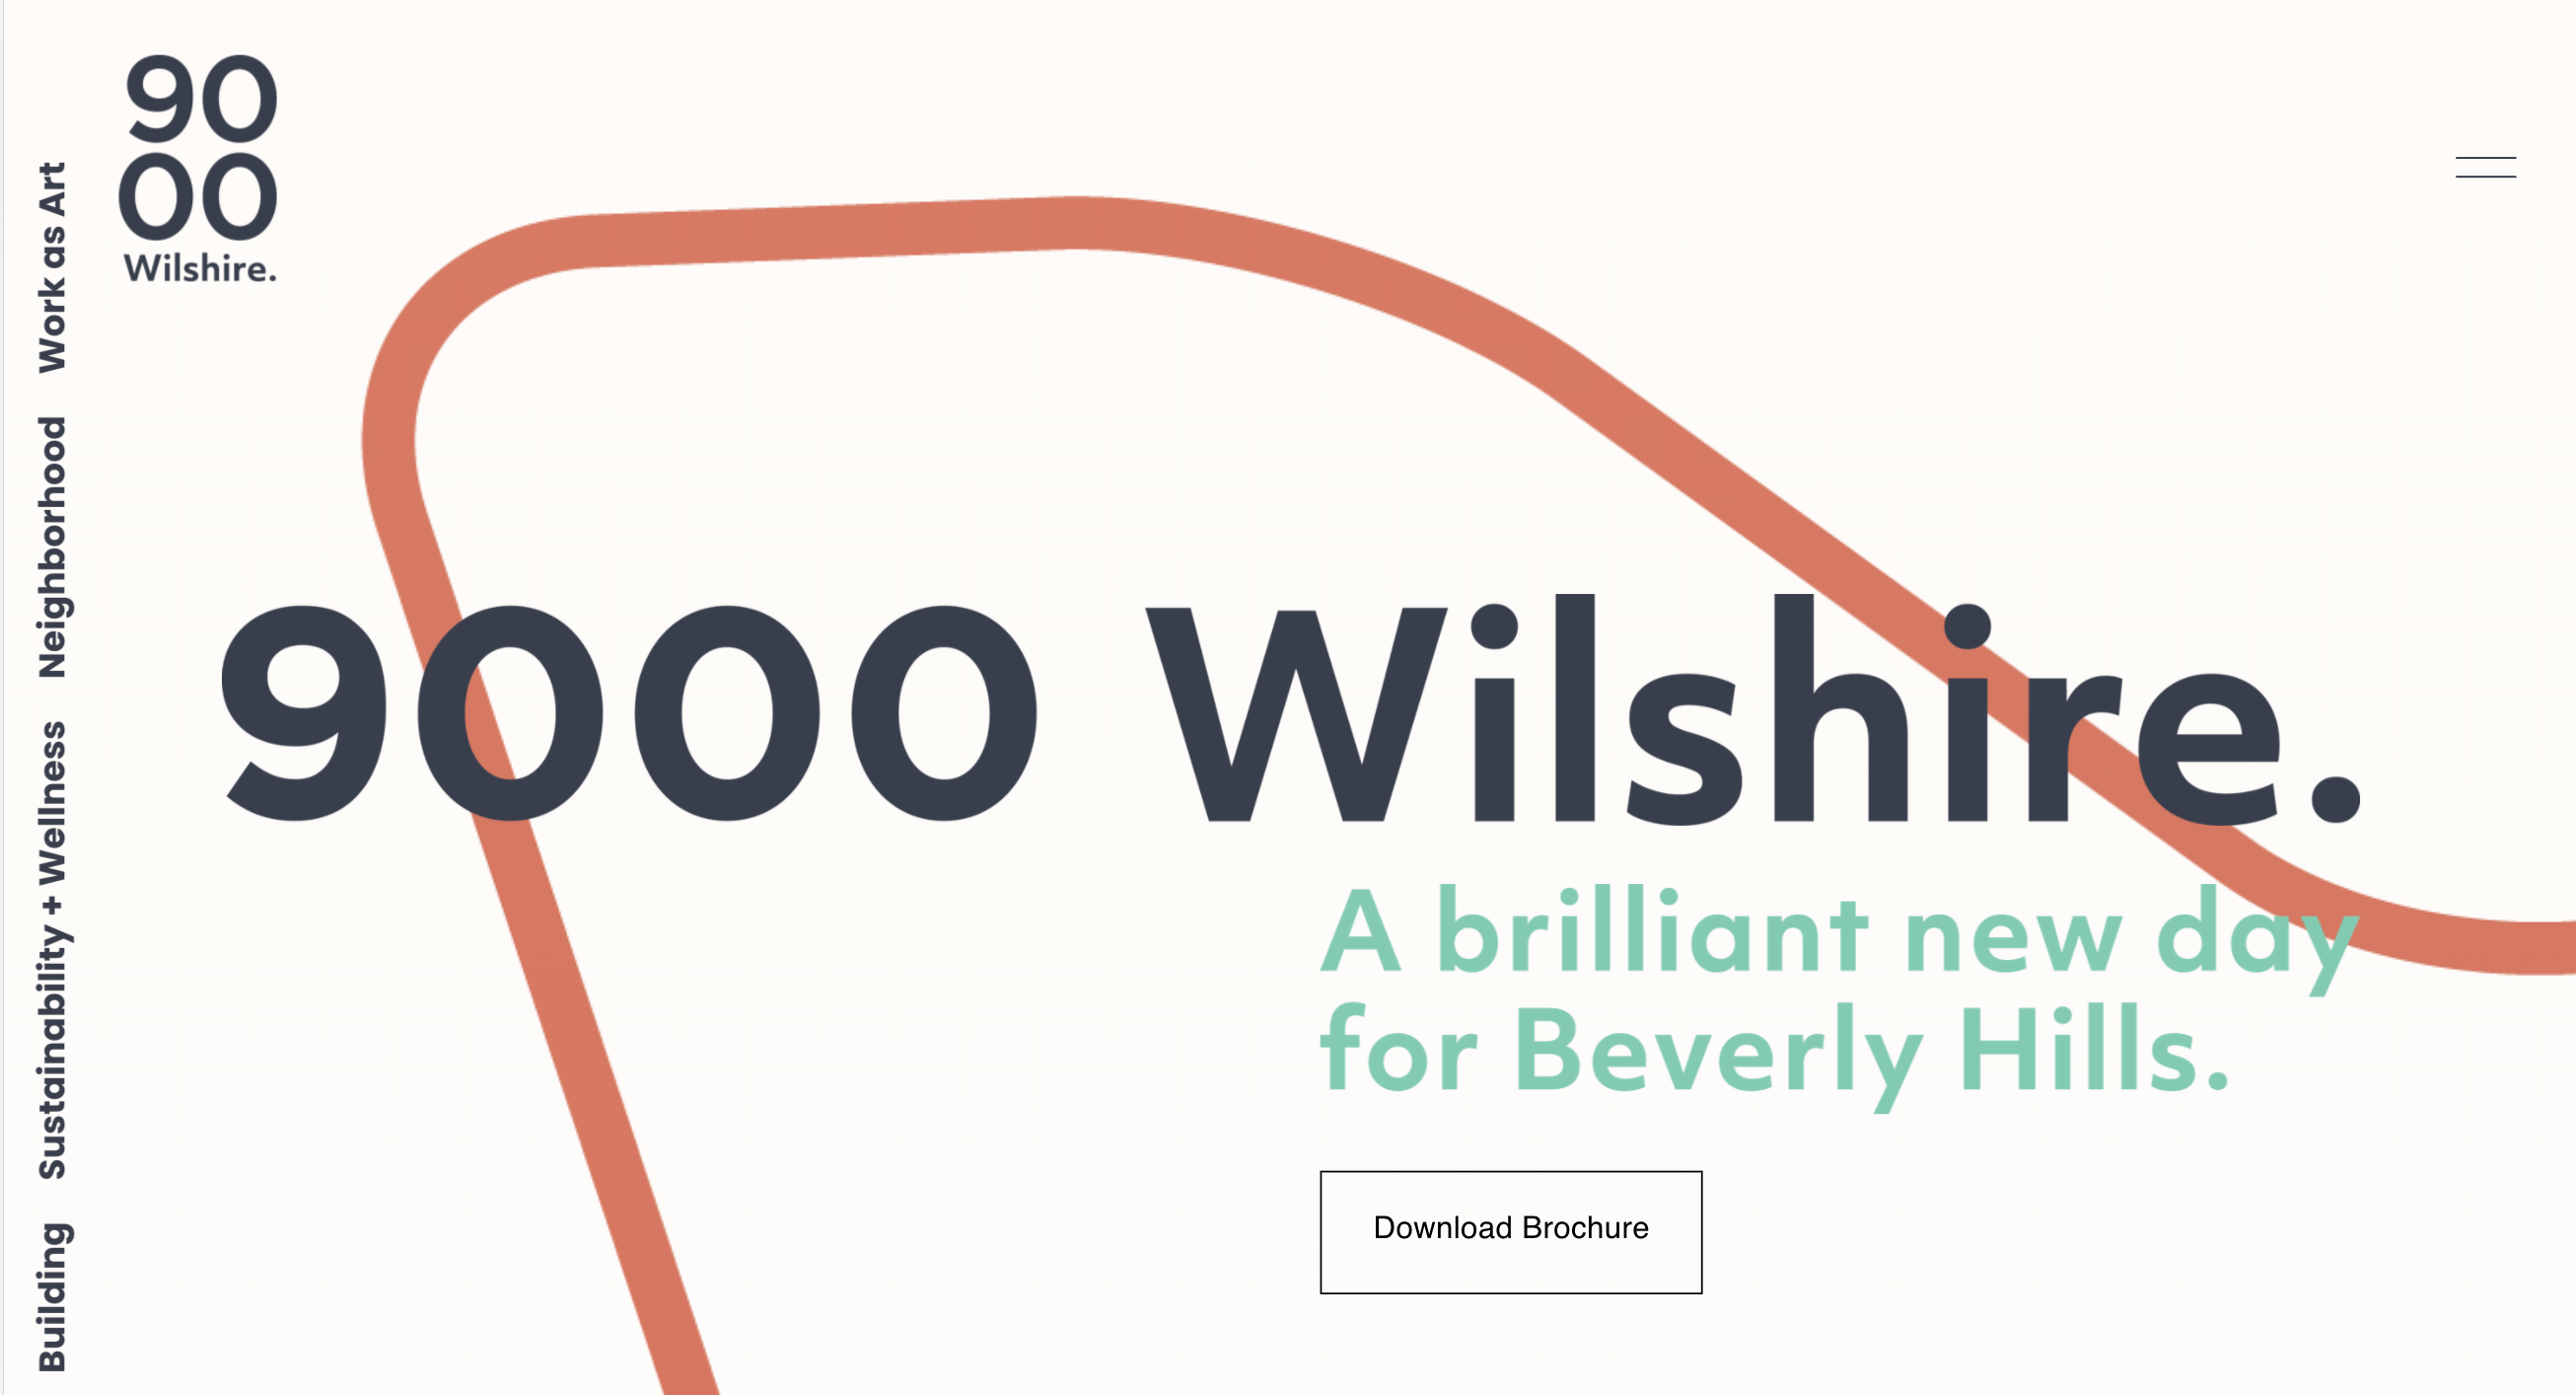 90
00
Wilshire.
Work as Art
Neighborhood
Sustainability + Wellness
Building
9000 Wilshire.
A brilliant new day
for Beverly Hills.
Download Brochure